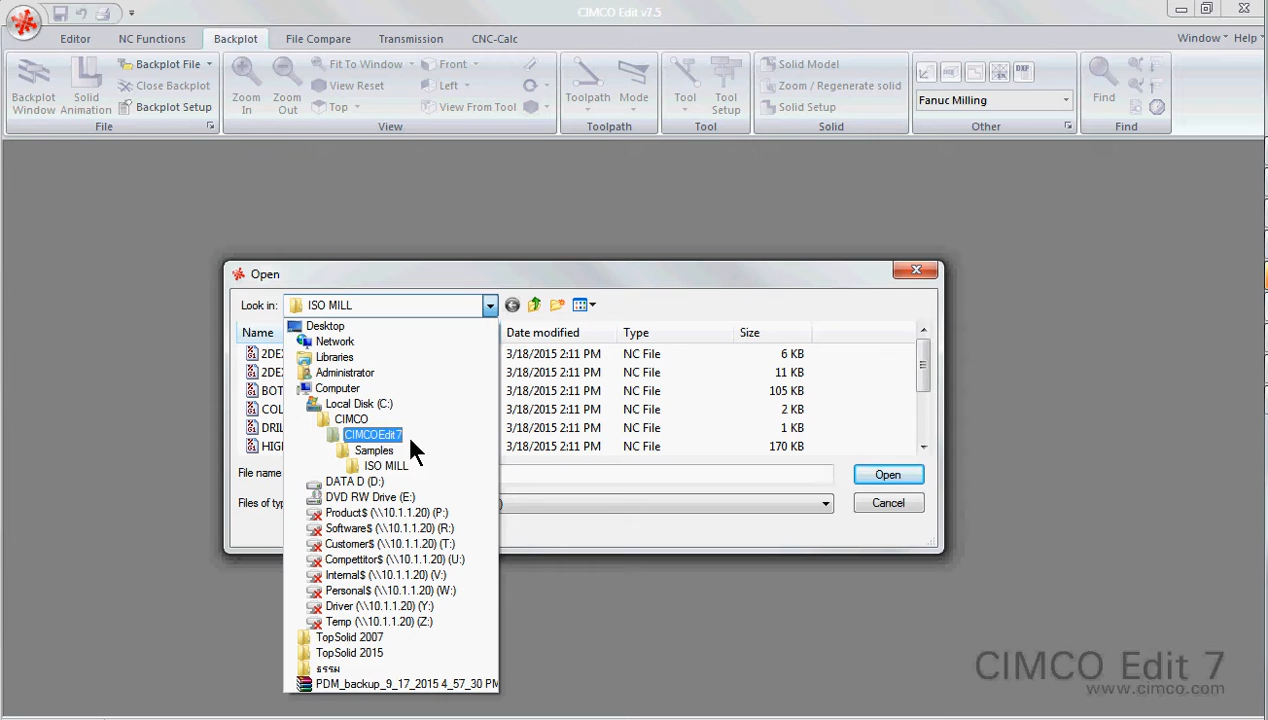 CIMCO Edit v7.5
Editor NC Functions Backplot File Compare Transmission CNC-Calc Window Help
Backplot Window
Solid Animation
Backplot File
Close Backplot
Backplot Setup
File
Zoom In
Zoom Out
Fit To Window
View Reset
Top
Front
Left
View From Tool
View
Toolpath
Mode
Toolpath
Tool
Tool Setup
Tool
Solid Model
Zoom / Regenerate solid
Solid Setup
Solid
DXF
Fanuc Milling
Other
Find
Find
Open
Look in: ISO MILL
Name Date modified Type Size
2DE 3/18/2015 2:11 PM NC File 6 KB
2DE 3/18/2015 2:11 PM NC File 11 KB
BOT 3/18/2015 2:11 PM NC File 105 KB
COL 3/18/2015 2:11 PM NC File 2 KB
DRIL 3/18/2015 2:11 PM NC File 1 KB
HIGH 3/18/2015 2:11 PM NC File 170 KB
File name
Open
Files of typ
Cancel
Desktop
Network
Libraries
Administrator
Computer
Local Disk (C:)
CIMCO
CIMCOEdit7
Samples
ISO MILL
DATA D (D:)
DVD RW Drive (E:)
Product$ (\\10.1.1.20) (P:)
Software$ (\\10.1.1.20) (R:)
Customer$ (\\10.1.1.20) (T:)
Competitor$ (\\10.1.1.20) (U:)
Internal$ (\\10.1.1.20) (V:)
Personal$ (\\10.1.1.20) (W:)
Driver (\\10.1.1.20) (Y:)
Temp (\\10.1.1.20) (Z:)
TopSolid 2007
TopSolid 2015
ธรรม
PDM_backup_9_17_2015 4_57_30 PM
CIMCO Edit 7
www.cimco.com